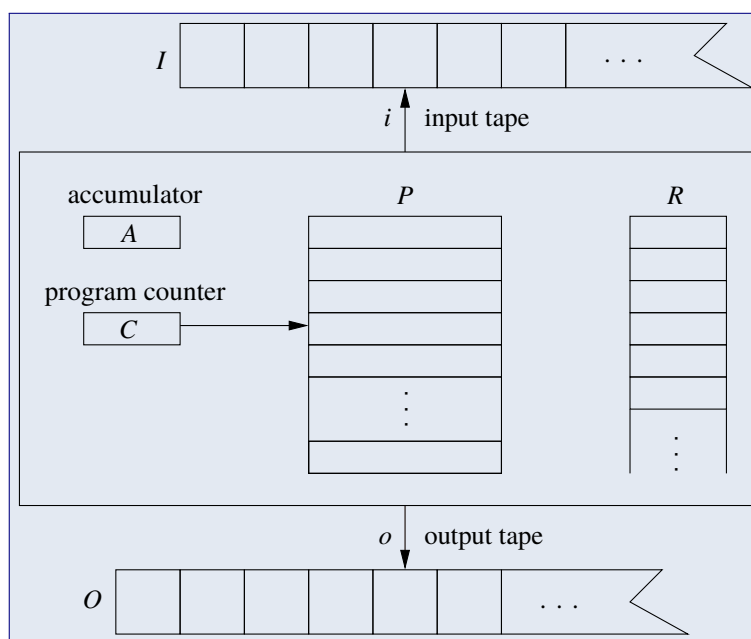 I
. . .
i input tape
accumulator
P
R
A
program counter
C
o output tape
O
. . .